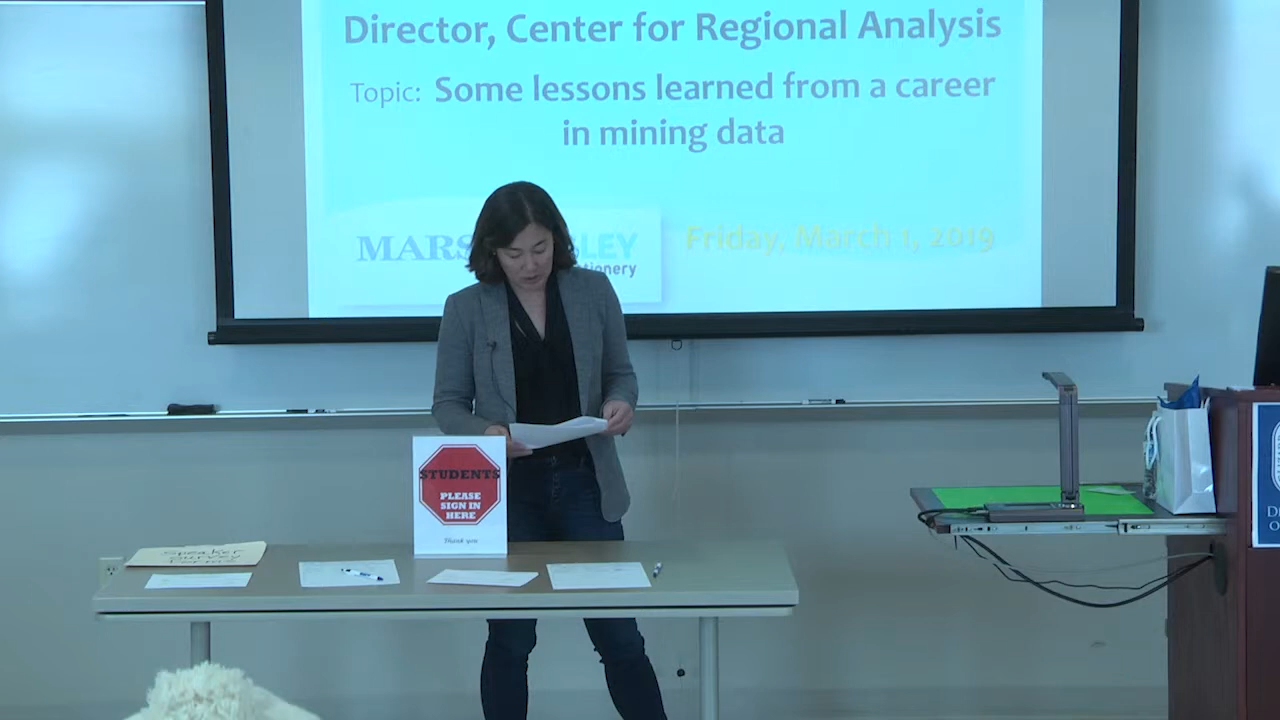 Director, Center for Regional Analysis
Topic: Some lessons learned from a career
in mining data
Friday, March 1, 2019
STUDENTS
PLEASE
SIGN IN
HERE
Thank you
Speaker
Survey